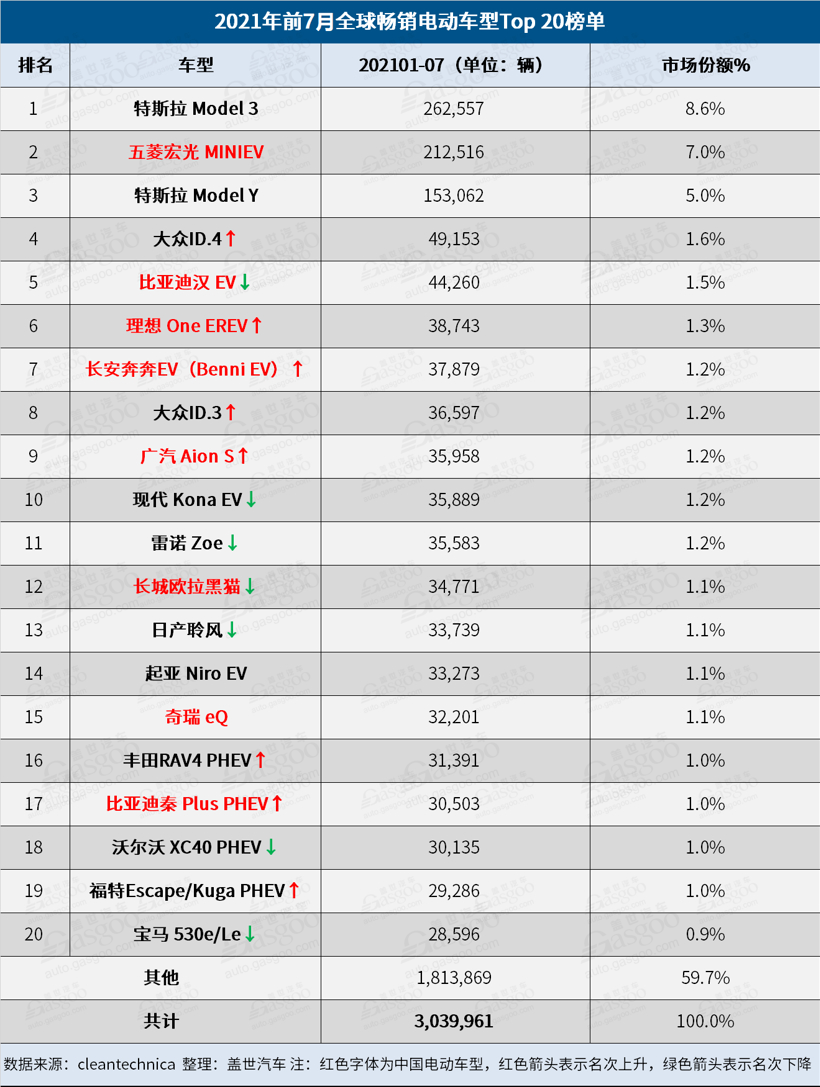 2021年前7月全球畅销电动车型Top 20榜单
排名 车型 202101-07（单位：辆） 市场份额%
1 特斯拉 Model 3 262,557 8.6%
2 五菱宏光 MINIEV 212,516 7.0%
3 特斯拉 Model Y 153,062 5.0%
4 大众ID.4↑ 49,153 1.6%
5 比亚迪汉 EV↓ 44,260 1.5%
6 理想 One EREV↑ 38,743 1.3%
7 长安奔奔EV（Benni EV）↑ 37,879 1.2%
8 大众ID.3↑ 36,597 1.2%
9 广汽 Aion S↑ 35,958 1.2%
10 现代 Kona EV↓ 35,889 1.2%
11 雷诺 Zoe↓ 35,583 1.2%
12 长城欧拉黑猫↓ 34,771 1.1%
13 日产聆风↓ 33,739 1.1%
14 起亚 Niro EV 33,273 1.1%
15 奇瑞 eQ 32,201 1.1%
16 丰田RAV4 PHEV↑ 31,391 1.0%
17 比亚迪秦 Plus PHEV↑ 30,503 1.0%
18 沃尔沃 XC40 PHEV↓ 30,135 1.0%
19 福特Escape/Kuga PHEV↑ 29,286 1.0%
20 宝马 530e/Le↓ 28,596 0.9%
其他 1,813,869 59.7%
共计 3,039,961 100.0%
数据来源：cleantechnica 整理：盖世汽车 注：红色字体为中国电动车型，红色箭头表示名次上升，绿色箭头表示名次下降